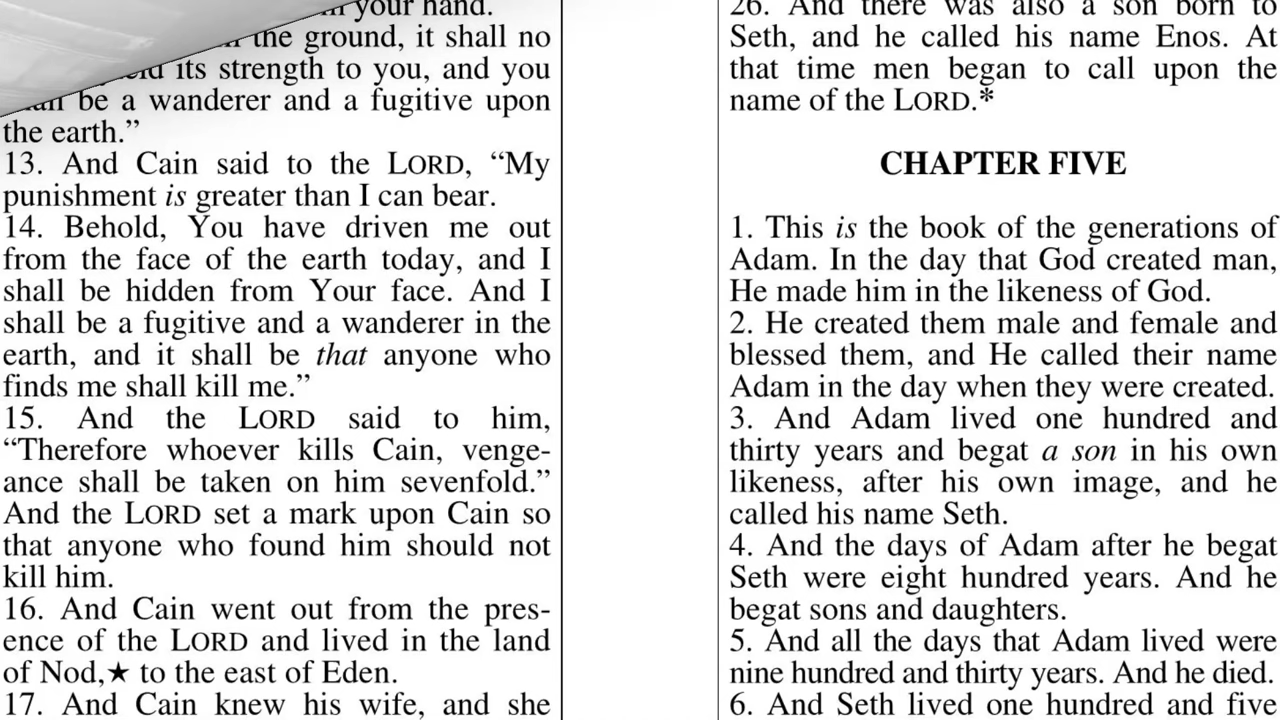 your hand.
the ground, it shall no
its strength to you, and you
be a wanderer and a fugitive upon
the earth.”
13. And Cain said to the LORD, “My
punishment is greater than I can bear.
14. Behold, You have driven me out
from the face of the earth today, and I
shall be hidden from Your face. And I
shall be a fugitive and a wanderer in the
earth, and it shall be that anyone who
finds me shall kill me.”
15. And the LORD said to him,
“Therefore whoever kills Cain, venge-
ance shall be taken on him sevenfold.”
And the LORD set a mark upon Cain so
that anyone who found him should not
kill him.
16. And Cain went out from the pres-
ence of the LORD and lived in the land
of Nod,★ to the east of Eden.
17. And Cain knew his wife, and she
26. And there was also a son born to
Seth, and he called his name Enos. At
that time men began to call upon the
name of the LORD.*
CHAPTER FIVE
1. This is the book of the generations of
Adam. In the day that God created man,
He made him in the likeness of God.
2. He created them male and female and
blessed them, and He called their name
Adam in the day when they were created.
3. And Adam lived one hundred and
thirty years and begat a son in his own
likeness, after his own image, and he
called his name Seth.
4. And the days of Adam after he begat
Seth were eight hundred years. And he
begat sons and daughters.
5. And all the days that Adam lived were
nine hundred and thirty years. And he died.
6. And Seth lived one hundred and five